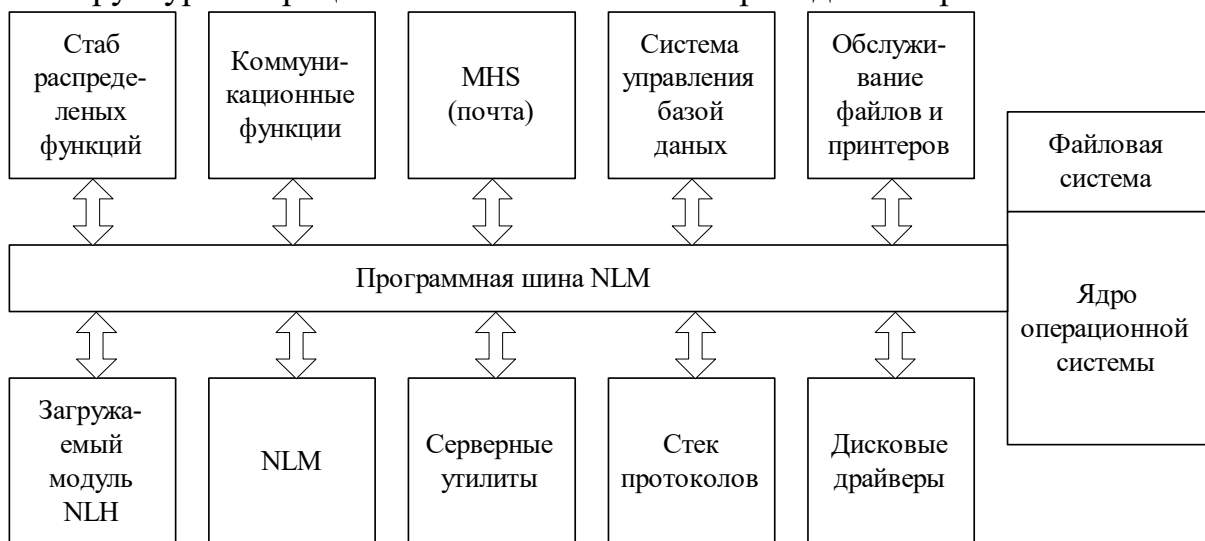 Стаб
распреде-
леных
функций
Коммуни-
кационные
функции
MHS
(почта)
Система
управления
базой
даных
Обслужи-
вание
файлов и
принтеров
Файловая
система
Программная шина NLM
Ядро
операционной
системы
Загружа-
емый
модуль
NLH
NLM
Серверные
утилиты
Стек
протоколов
Дисковые
драйверы